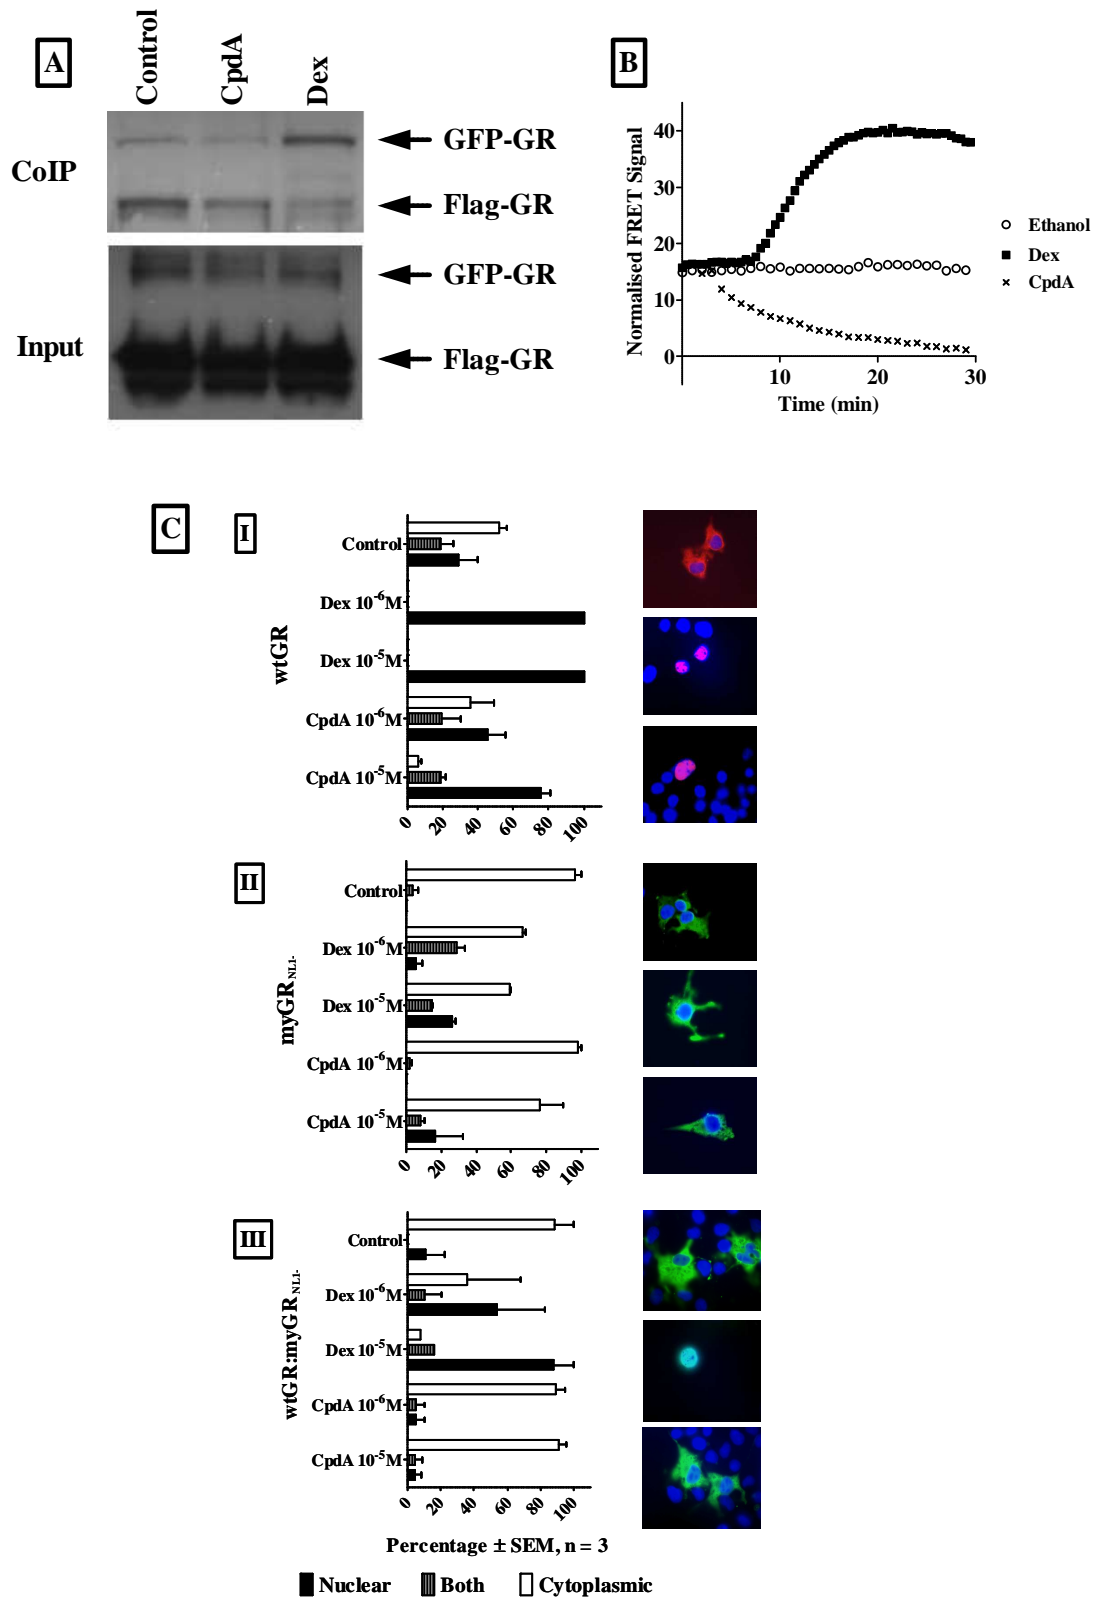 A
Control
CpdA
Dex
CoIP
GFP-GR
Flag-GR
Input
GFP-GR
Flag-GR
B
Normalised FRET Signal
40
30
20
10
0
10
20
30
Time (min)
Ethanol
Dex
CpdA
C
I
wtGR
Control
Dex 10⁻⁶M
Dex 10⁻⁵M
CpdA 10⁻⁶M
CpdA 10⁻⁵M
0 20 40 60 80 100
II
myGR_NL1-
Control
Dex 10⁻⁶M
Dex 10⁻⁵M
CpdA 10⁻⁶M
CpdA 10⁻⁵M
0 20 40 60 80 100
III
wtGR:myGR_NL1-
Control
Dex 10⁻⁶M
Dex 10⁻⁵M
CpdA 10⁻⁶M
CpdA 10⁻⁵M
0 20 40 60 80 100
Percentage ± SEM, n = 3
Nuclear Both Cytoplasmic